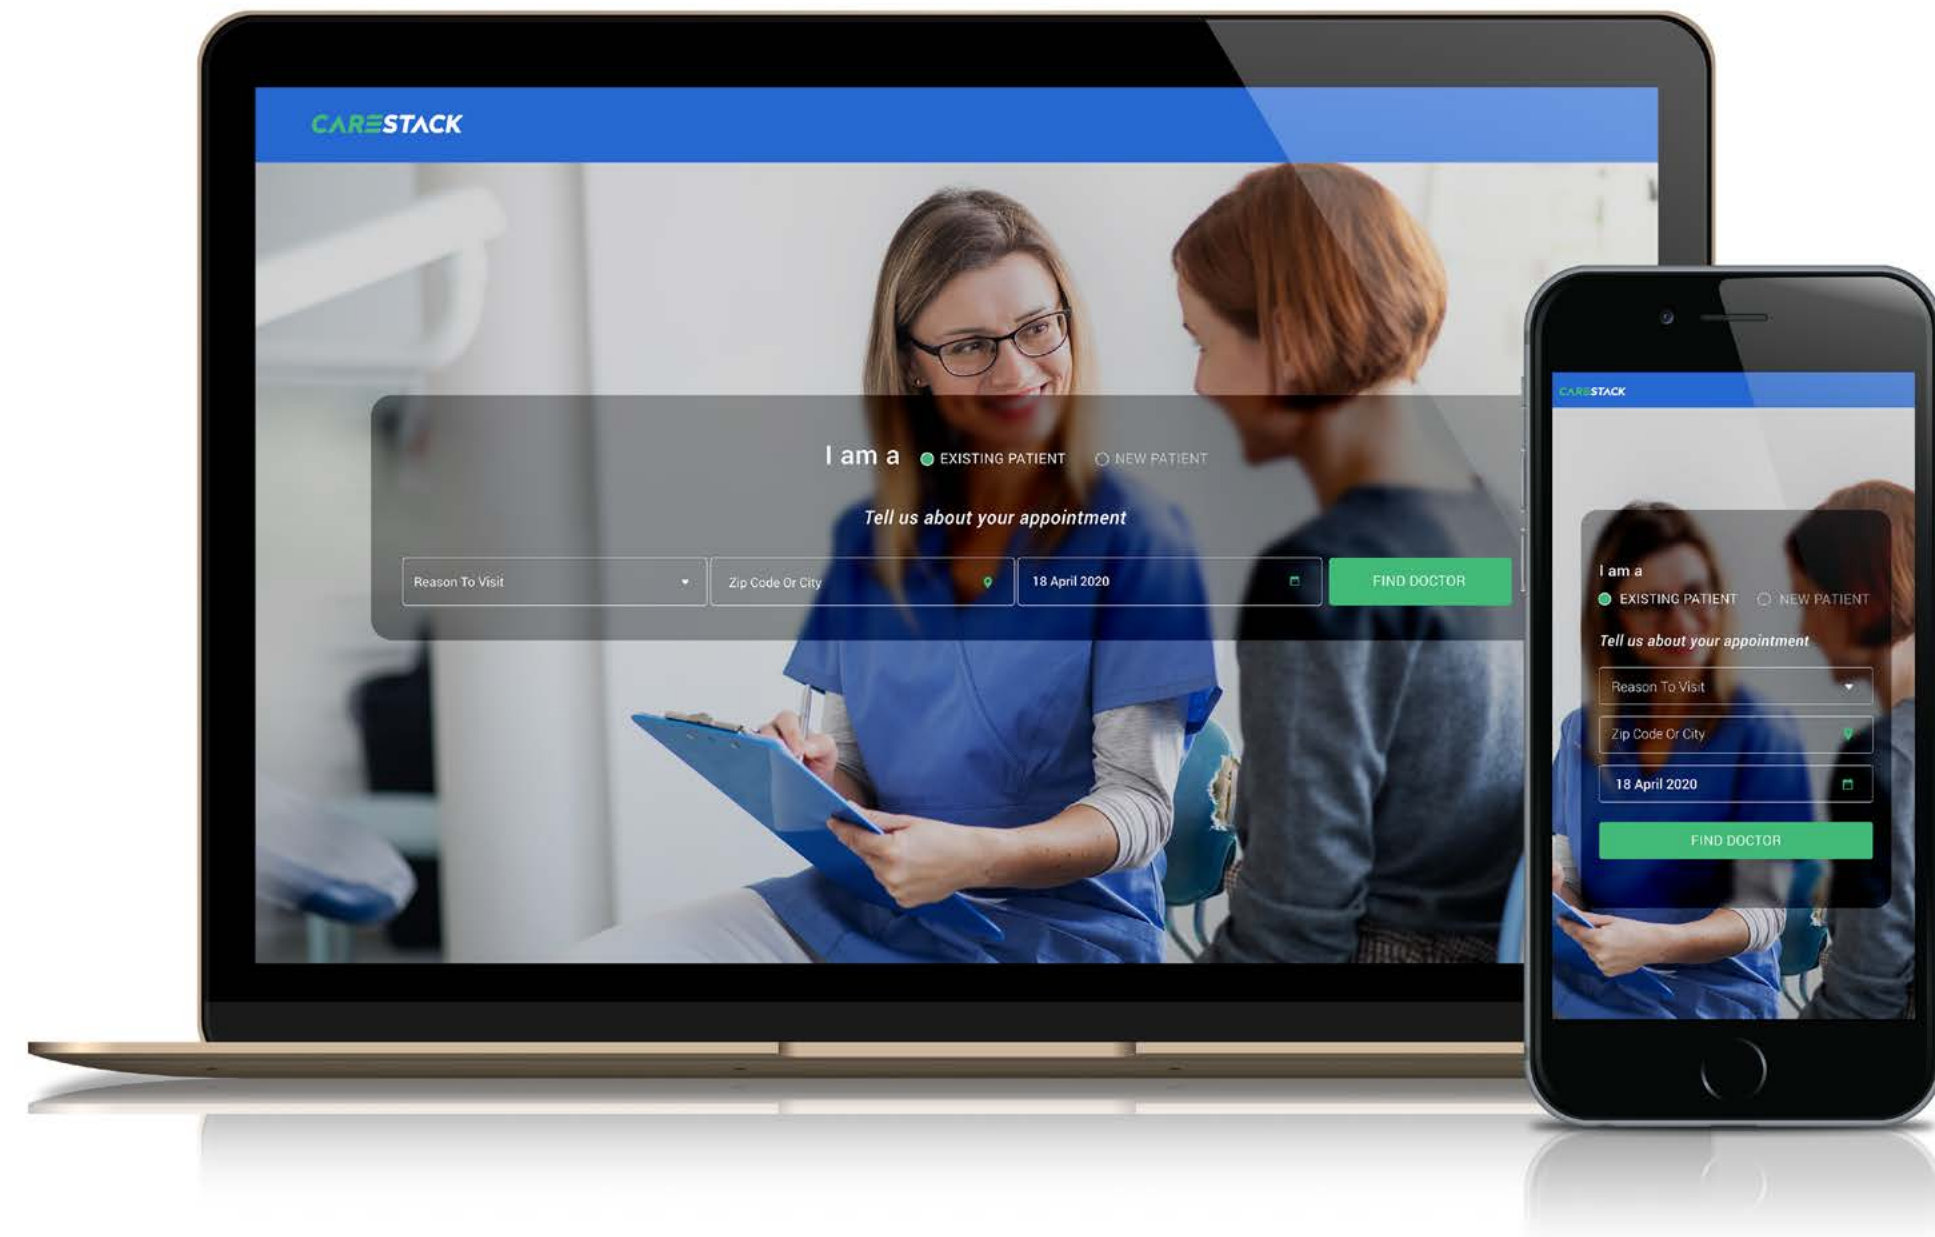 CARESTACK
I am a EXISTING PATIENT NEW PATIENT
Tell us about your appointment
Reason To Visit Zip Code Or City 18 April 2020 FIND DOCTOR
CARESTACK
I am a
EXISTING PATIENT NEW PATIENT
Tell us about your appointment
Reason To Visit
Zip Code Or City
18 April 2020
FIND DOCTOR